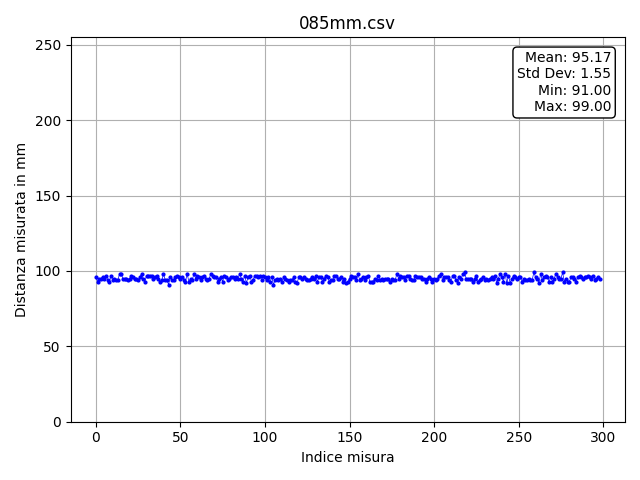 085mm.csv
250
200
150
100
50
0
Distanza misurata in mm
Mean: 95.17
Std Dev: 1.55
Min: 91.00
Max: 99.00
0 50 100 150 200 250 300
Indice misura